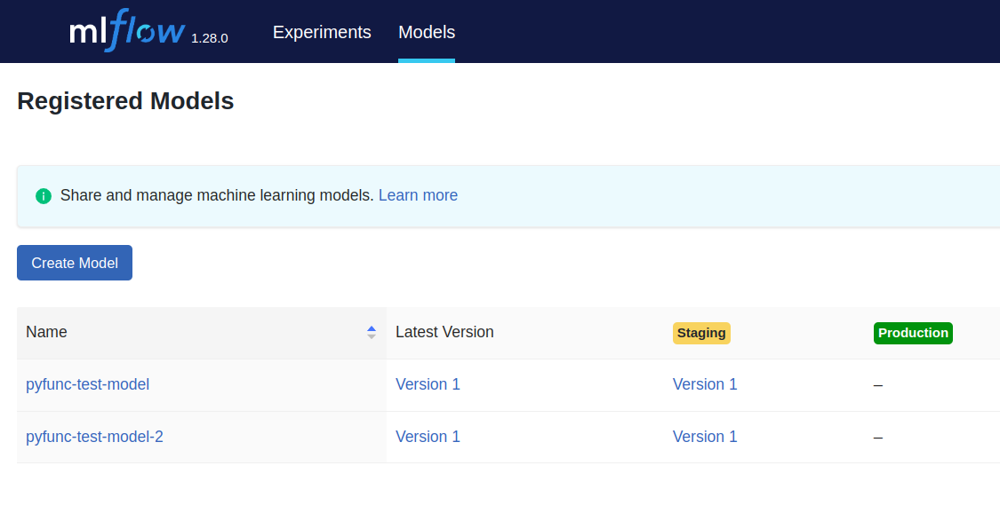 mlflow 1.28.0 Experiments Models
Registered Models
Share and manage machine learning models. Learn more
Create Model
Name Latest Version Staging Production
pyfunc-test-model Version 1 Version 1 –
pyfunc-test-model-2 Version 1 Version 1 –